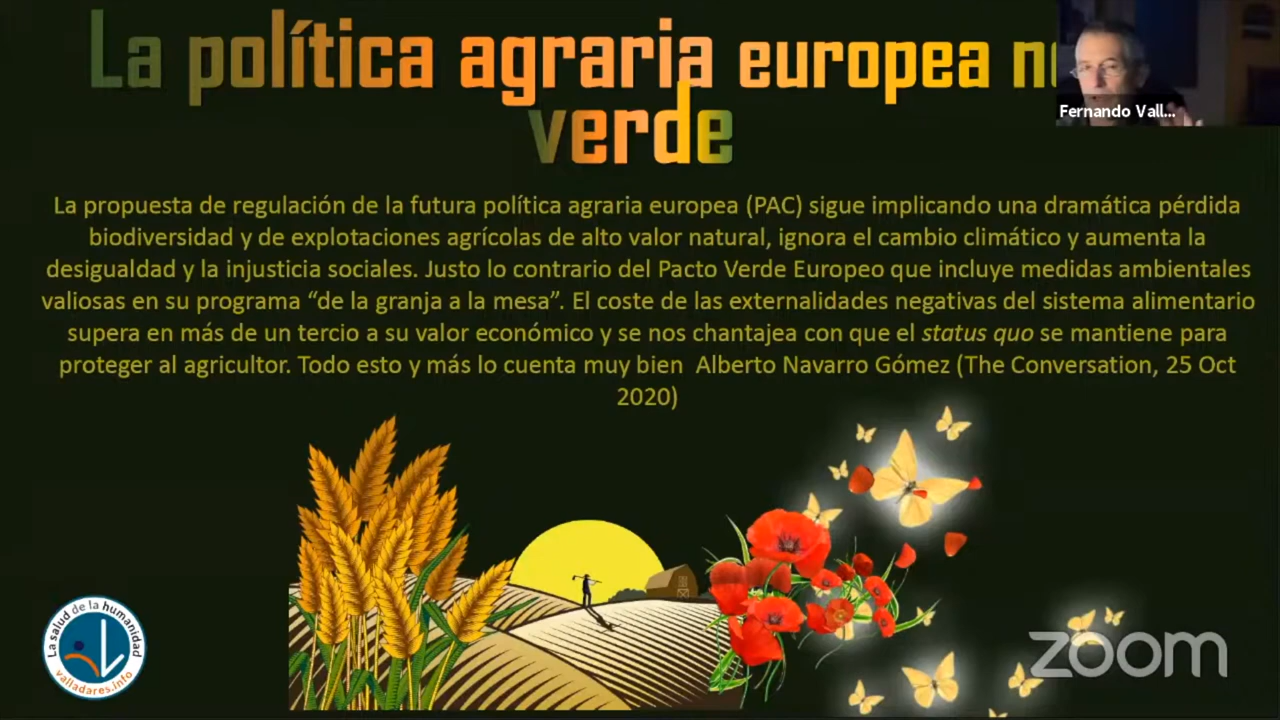 La política agraria europea
verde
Fernando Vall...
La propuesta de regulación de la futura política agraria europea (PAC) sigue implicando una dramática pérdida
biodiversidad y de explotaciones agrícolas de alto valor natural, ignora el cambio climático y aumenta la
desigualdad y la injusticia sociales. Justo lo contrario del Pacto Verde Europeo que incluye medidas ambientales
valiosas en su programa “de la granja a la mesa”. El coste de las externalidades negativas del sistema alimentario
supera en más de un tercio a su valor económico y se nos chantajea con que el status quo se mantiene para
proteger al agricultor. Todo esto y más lo cuenta muy bien Alberto Navarro Gómez (The Conversation, 25 Oct
2020)
La salud de la humanidad
valladares.info
zoom